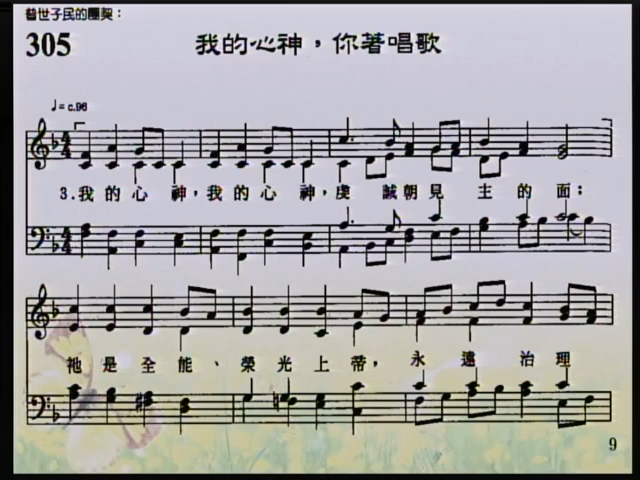 普世子民的團契：
305
我的心神，你著唱歌
♩= c.96
3.我的心神，我的心神，虔誠朝見主的面；
祂是全能、榮光上帝，永遠治理
9